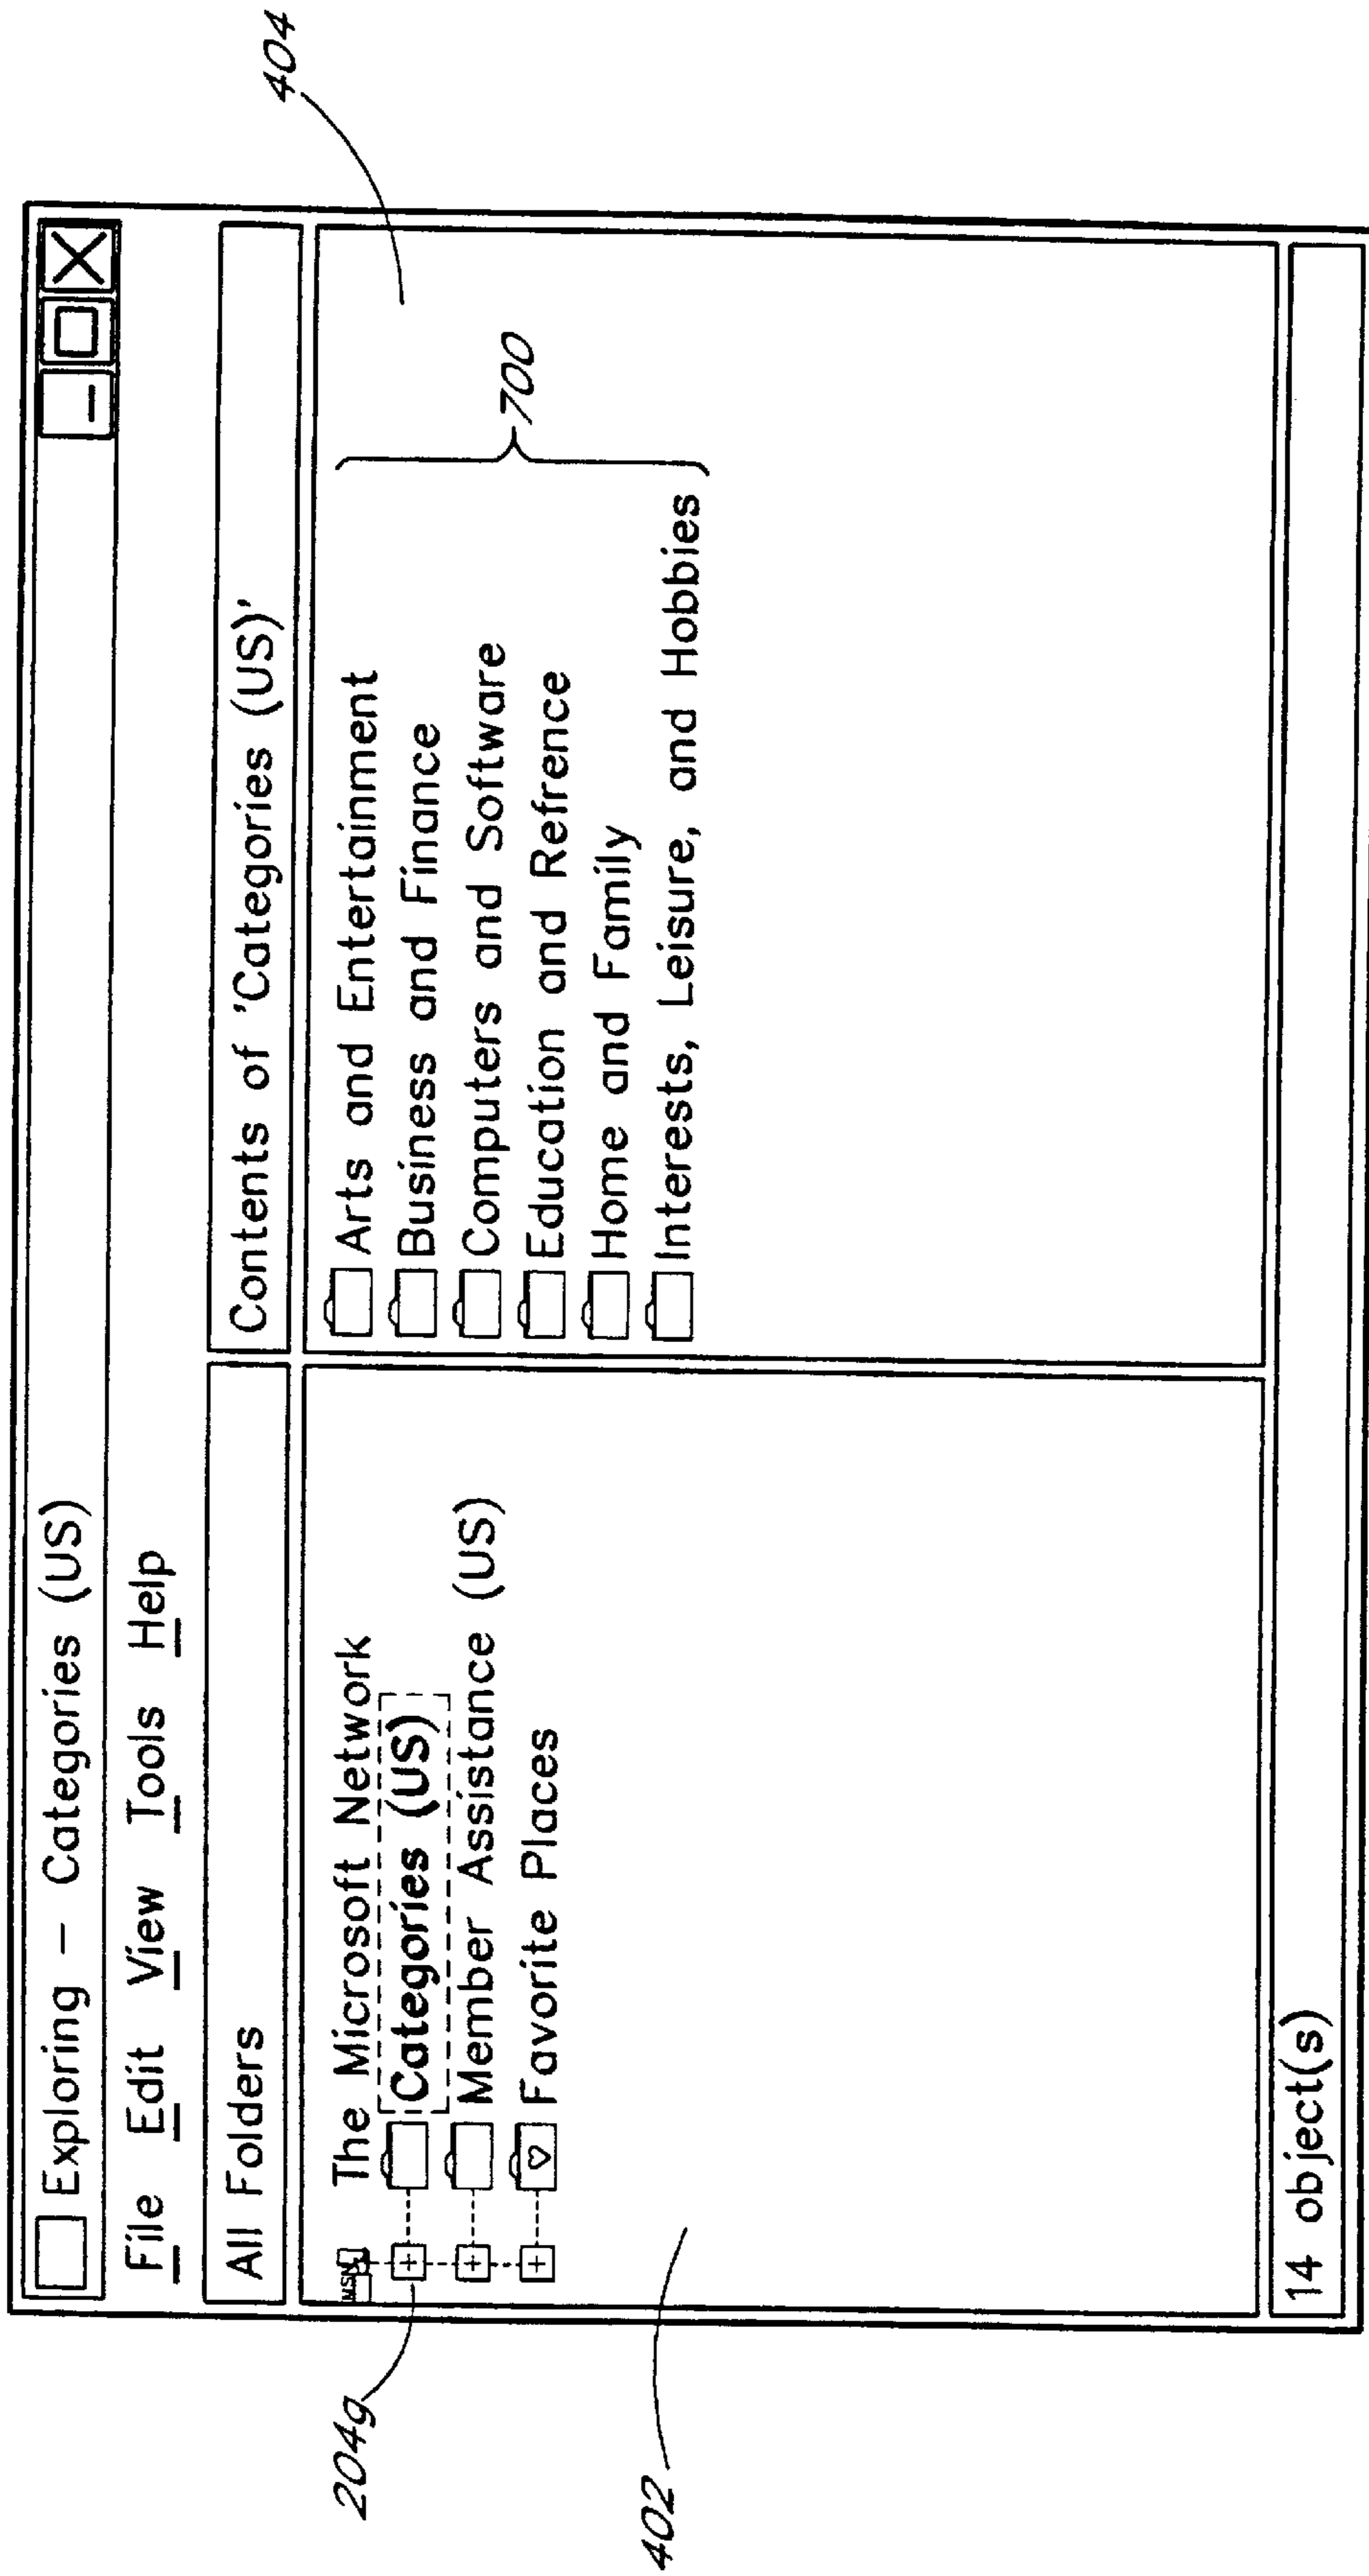 Exploring – Categories (US)
File Edit View Tools Help
All Folders
Contents of 'Categories (US)'
MSN
The Microsoft Network
Categories (US)
Member Assistance (US)
Favorite Places
Arts and Entertainment
Business and Finance
Computers and Software
Education and Refrence
Home and Family
Interests, Leisure, and Hobbies
14 object(s)
204g
402
404
700